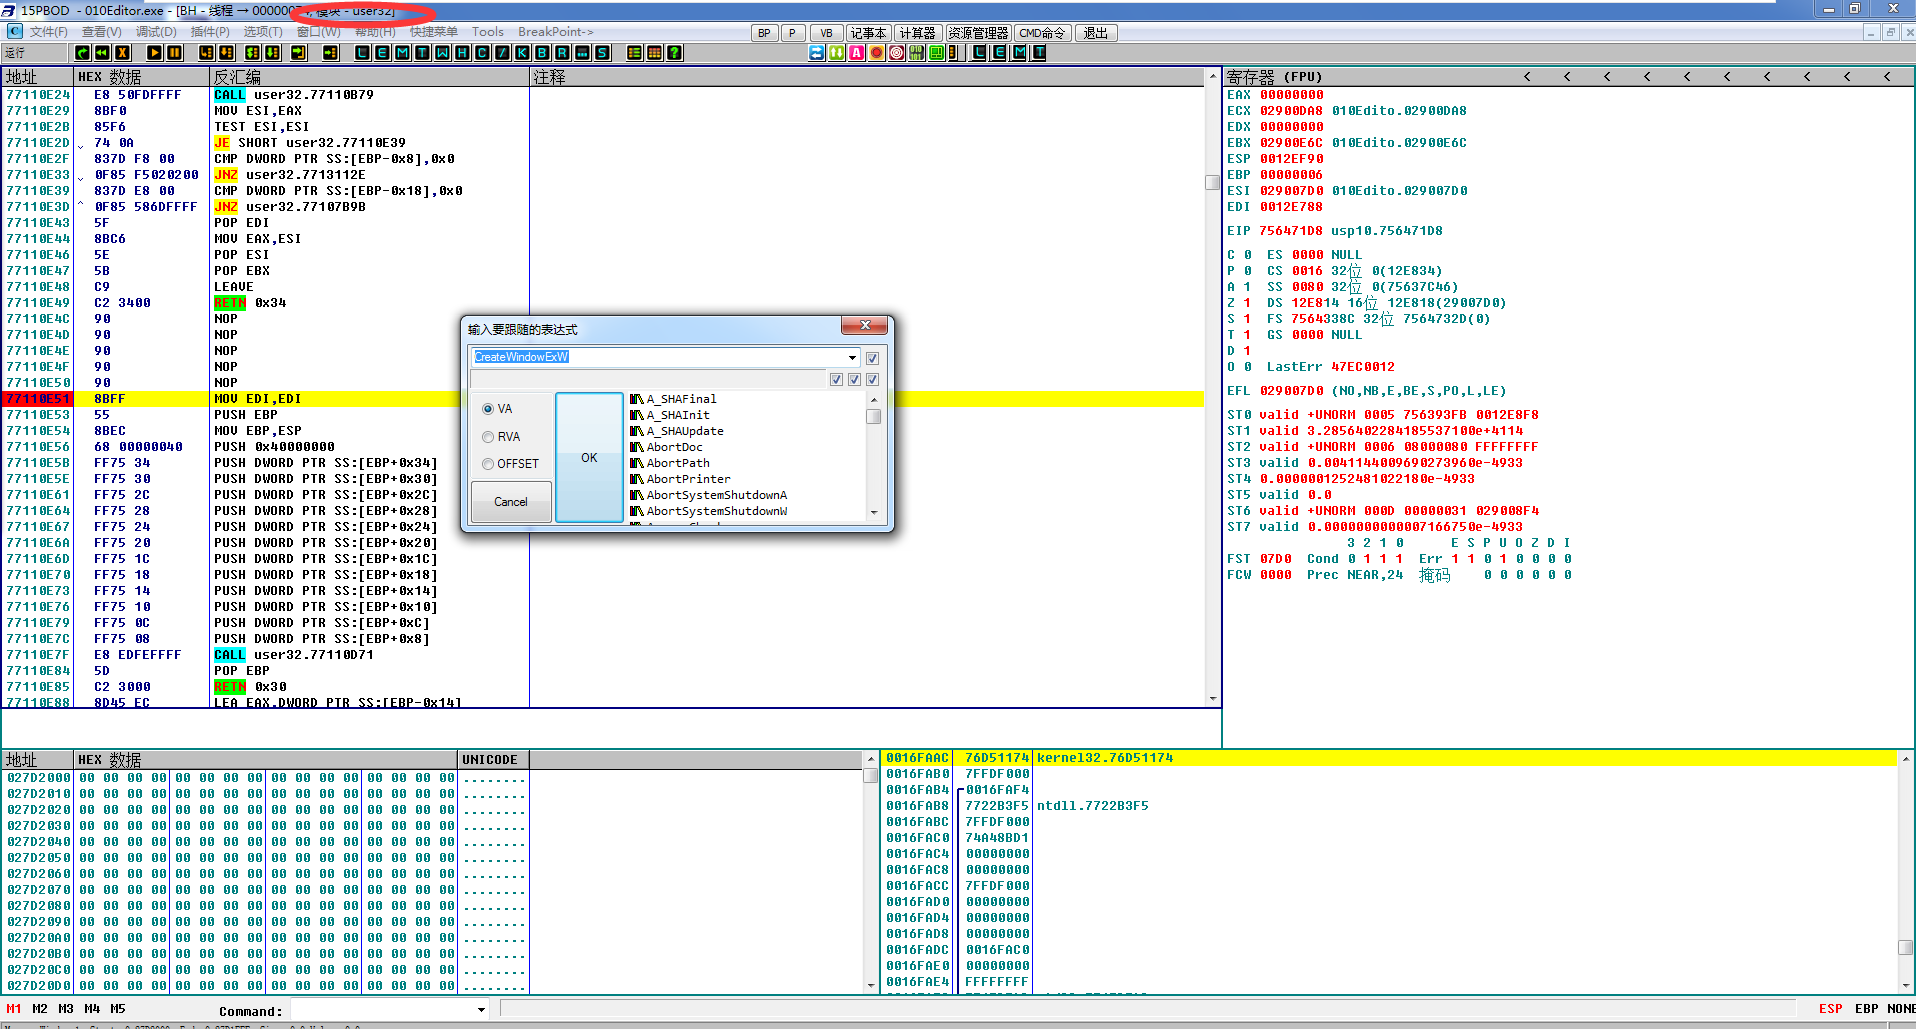 15PBOD - 010Editor.exe - [BH - 线程 → 0000007, 模块 - user32]
文件(F) 查看(V) 调试(D) 插件(P) 选项(T) 窗口(W) 帮助(H) 快捷菜单 Tools BreakPoint->
BP P VB 记事本 计算器 资源管理器 CMD命令 退出
运行 L E M T W H C / K B R ... S ? A L E M T
地址 HEX 数据 反汇编 注释
77110E24 E8 50FDFFFF CALL user32.77110B79
77110E29 8BF0 MOV ESI,EAX
77110E2B 85F6 TEST ESI,ESI
77110E2D 74 0A JE SHORT user32.77110E39
77110E2F 837D F8 00 CMP DWORD PTR SS:[EBP-0x8],0x0
77110E33 0F85 F5020200 JNZ user32.7713112E
77110E39 837D E8 00 CMP DWORD PTR SS:[EBP-0x18],0x0
77110E3D ^ 0F85 586DFFFF JNZ user32.77107B9B
77110E43 5F POP EDI
77110E44 8BC6 MOV EAX,ESI
77110E46 5E POP ESI
77110E47 5B POP EBX
77110E48 C9 LEAVE
77110E49 C2 3400 RETN 0x34
77110E4C 90 NOP
77110E4D 90 NOP
77110E4E 90 NOP
77110E4F 90 NOP
77110E50 90 NOP
77110E51 8BFF MOV EDI,EDI
77110E53 55 PUSH EBP
77110E54 8BEC MOV EBP,ESP
77110E56 68 00000040 PUSH 0x40000000
77110E5B FF75 34 PUSH DWORD PTR SS:[EBP+0x34]
77110E5E FF75 30 PUSH DWORD PTR SS:[EBP+0x30]
77110E61 FF75 2C PUSH DWORD PTR SS:[EBP+0x2C]
77110E64 FF75 28 PUSH DWORD PTR SS:[EBP+0x28]
77110E67 FF75 24 PUSH DWORD PTR SS:[EBP+0x24]
77110E6A FF75 20 PUSH DWORD PTR SS:[EBP+0x20]
77110E6D FF75 1C PUSH DWORD PTR SS:[EBP+0x1C]
77110E70 FF75 18 PUSH DWORD PTR SS:[EBP+0x18]
77110E73 FF75 14 PUSH DWORD PTR SS:[EBP+0x14]
77110E76 FF75 10 PUSH DWORD PTR SS:[EBP+0x10]
77110E79 FF75 0C PUSH DWORD PTR SS:[EBP+0xC]
77110E7C FF75 08 PUSH DWORD PTR SS:[EBP+0x8]
77110E7F E8 EDFEFFFF CALL user32.77110D71
77110E84 5D POP EBP
77110E85 C2 3000 RETN 0x30
77110E88 8D45 EC LEA EAX,DWORD PTR SS:[EBP-0x14]
输入要跟随的表达式
CreateWindowExW
VA
RVA
OFFSET
OK
Cancel
A_SHAFinal
A_SHAInit
A_SHAUpdate
AbortDoc
AbortPath
AbortPrinter
AbortSystemShutdownA
AbortSystemShutdownW
寄存器 (FPU) < < < < < < < < < <
EAX 00000000
ECX 02900DA8 010Edito.02900DA8
EDX 00000000
EBX 02900E6C 010Edito.02900E6C
ESP 0012EF90
EBP 00000006
ESI 029007D0 010Edito.029007D0
EDI 0012E788
EIP 756471D8 usp10.756471D8
C 0 ES 0000 NULL
P 0 CS 0016 32位 0(12E834)
A 1 SS 0080 32位 0(75637C46)
Z 1 DS 12E814 16位 12E818(29007D0)
S 1 FS 7564338C 32位 7564732D(0)
T 1 GS 0000 NULL
D 1
O 0 LastErr 47EC0012
EFL 029007D0 (NO,NB,E,BE,S,PO,L,LE)
ST0 valid +UNORM 0005 756393FB 0012E8F8
ST1 valid 3.2856402284185537100e+4114
ST2 valid +UNORM 0006 08000080 FFFFFFFF
ST3 valid 0.0041144009690273960e-4933
ST4 0.0000001252481022180e-4933
ST5 valid 0.0
ST6 valid +UNORM 000D 00000031 029008F4
ST7 valid 0.0000000000007166750e-4933
3 2 1 0 E S P U O Z D I
FST 07D0 Cond 0 1 1 1 Err 1 1 0 1 0 0 0 0
FCW 0000 Prec NEAR,24 掩码 0 0 0 0 0 0
地址 HEX 数据 UNICODE
027D2000 00 00 00 00 00 00 00 00 00 00 00 00 00 00 00 00 ........
027D2010 00 00 00 00 00 00 00 00 00 00 00 00 00 00 00 00 ........
027D2020 00 00 00 00 00 00 00 00 00 00 00 00 00 00 00 00 ........
027D2030 00 00 00 00 00 00 00 00 00 00 00 00 00 00 00 00 ........
027D2040 00 00 00 00 00 00 00 00 00 00 00 00 00 00 00 00 ........
027D2050 00 00 00 00 00 00 00 00 00 00 00 00 00 00 00 00 ........
027D2060 00 00 00 00 00 00 00 00 00 00 00 00 00 00 00 00 ........
027D2070 00 00 00 00 00 00 00 00 00 00 00 00 00 00 00 00 ........
027D2080 00 00 00 00 00 00 00 00 00 00 00 00 00 00 00 00 ........
027D2090 00 00 00 00 00 00 00 00 00 00 00 00 00 00 00 00 ........
027D20A0 00 00 00 00 00 00 00 00 00 00 00 00 00 00 00 00 ........
027D20B0 00 00 00 00 00 00 00 00 00 00 00 00 00 00 00 00 ........
027D20C0 00 00 00 00 00 00 00 00 00 00 00 00 00 00 00 00 ........
027D20D0 00 00 00 00 00 00 00 00 00 00 00 00 00 00 00 00 ........
0016FAAC 76D51174 kernel32.76D51174
0016FAB0 7FFDF000
0016FAB4 0016FAF4
0016FAB8 7722B3F5 ntdll.7722B3F5
0016FABC 7FFDF000
0016FAC0 74A48BD1
0016FAC4 00000000
0016FAC8 00000000
0016FACC 7FFDF000
0016FAD0 00000000
0016FAD4 00000000
0016FAD8 00000000
0016FADC 0016FAC0
0016FAE0 00000000
0016FAE4 FFFFFFFF
M1 M2 M3 M4 M5 Command: ESP EBP NONE